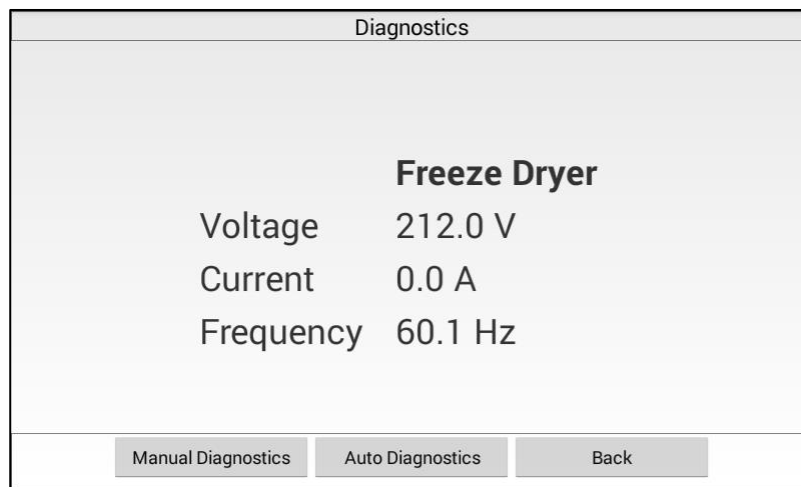 Diagnostics
Freeze Dryer
Voltage 212.0 V
Current 0.0 A
Frequency 60.1 Hz
Manual Diagnostics Auto Diagnostics Back